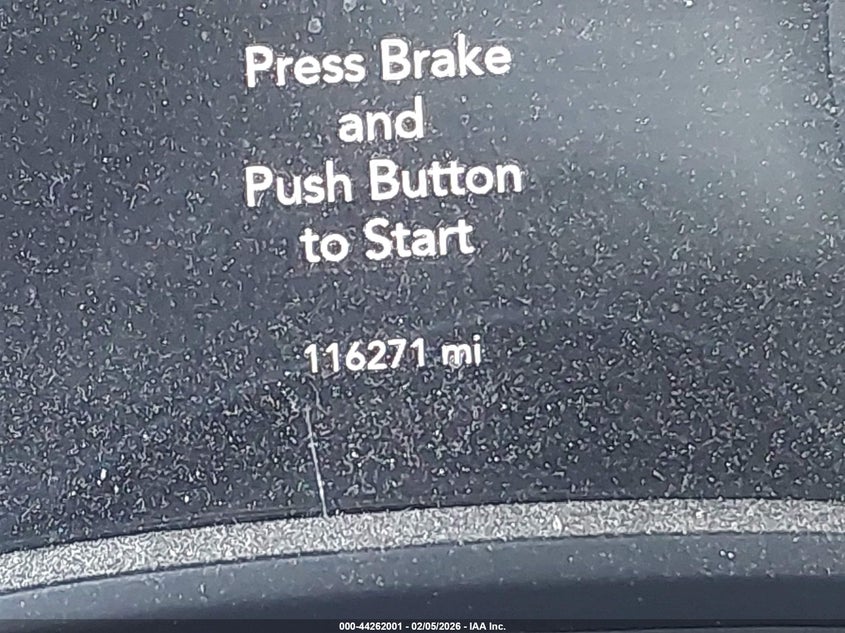 Press Brake
and
Push Button
to Start
116271 mi
000-44262001 - 02/05/2026 - IAA Inc.